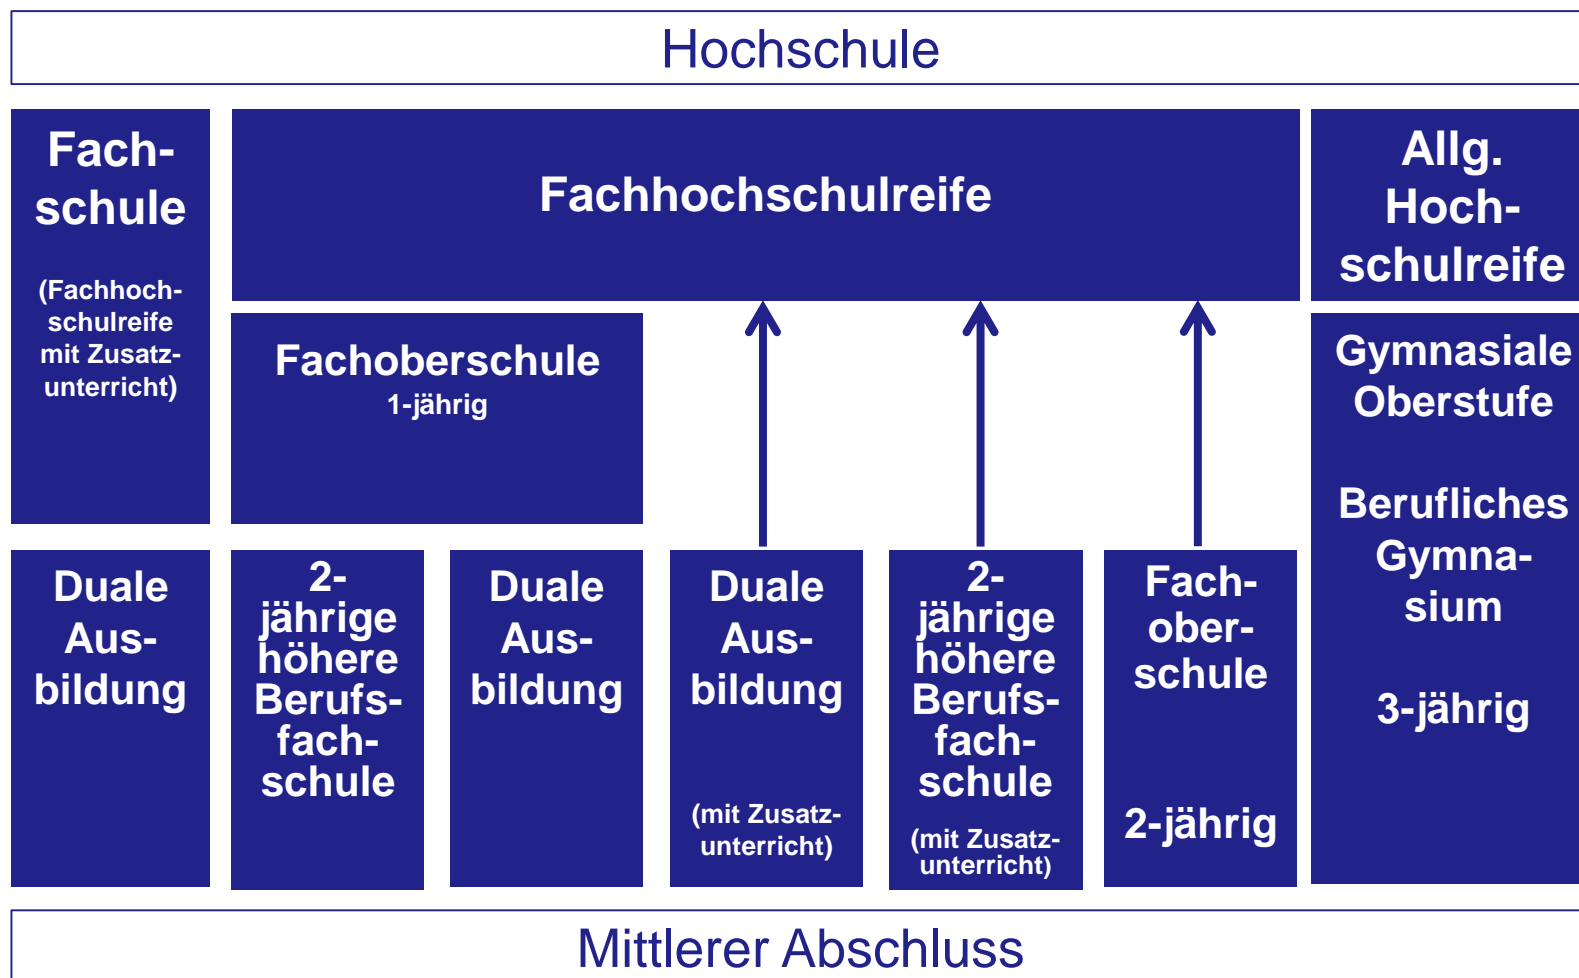 Hochschule
Fach-
schule
(Fachhoch-
schulreife
mit Zusatz-
unterricht)
Fachhochschulreife
Allg.
Hoch-
schulreife
Fachoberschule
1-jährig
Gymnasiale
Oberstufe
Berufliches
Gymna-
sium
3-jährig
Duale
Aus-
bildung
2-
jährige
höhere
Berufs-
fach-
schule
Duale
Aus-
bildung
Duale
Aus-
bildung
(mit Zusatz-
unterricht)
2-
jährige
höhere
Berufs-
fach-
schule
(mit Zusatz-
unterricht)
Fach-
ober-
schule
2-jährig
Mittlerer Abschluss